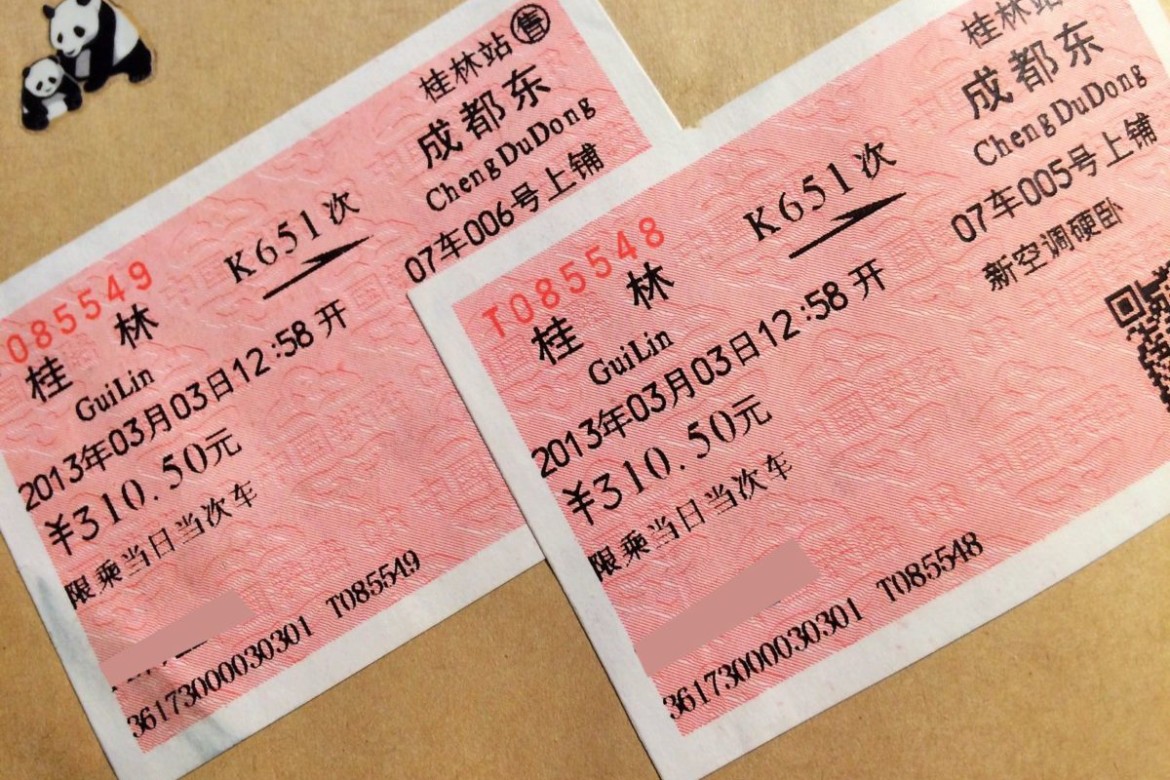 桂林站售
085549
桂林
K651次
成都东
GuiLin
ChengDuDong
2013年03月03日12:58开
07车006号上铺
¥310.50元
限乘当日当次车
36173000030301 T085549
桂林站
T085548
桂林
K651次
成都东
GuiLin
ChengDuDong
2013年03月03日12:58开
07车005号上铺
¥310.50元
新空调硬卧
限乘当日当次车
36173000030301 T085548